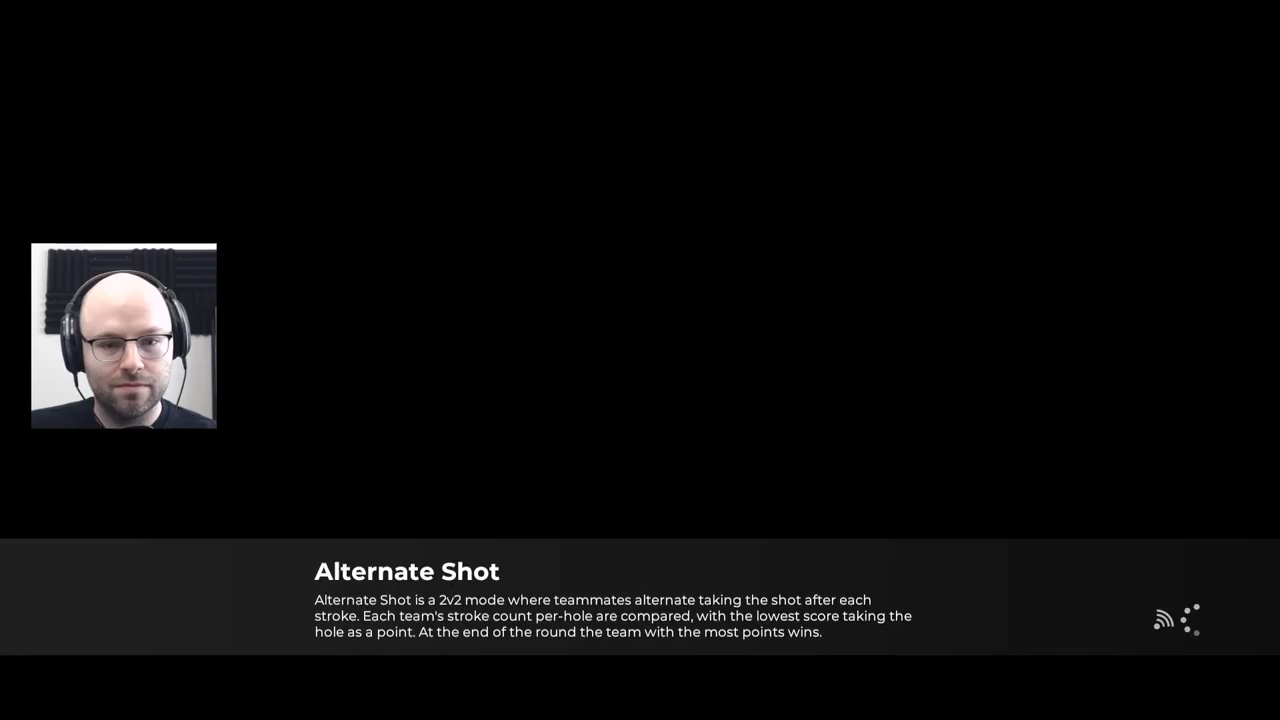 Alternate Shot
Alternate Shot is a 2v2 mode where teammates alternate taking the shot after each
stroke. Each team's stroke count per-hole are compared, with the lowest score taking the
hole as a point. At the end of the round the team with the most points wins.